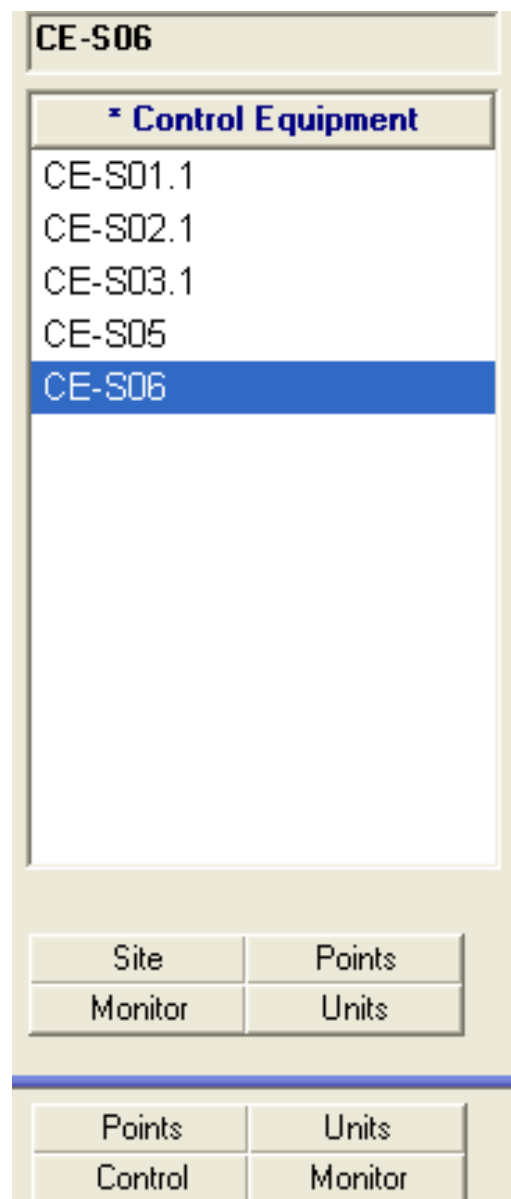 CE-S06
* Control Equipment
CE-S01.1
CE-S02.1
CE-S03.1
CE-S05
CE-S06
Site Points
Monitor Units
Points Units
Control Monitor